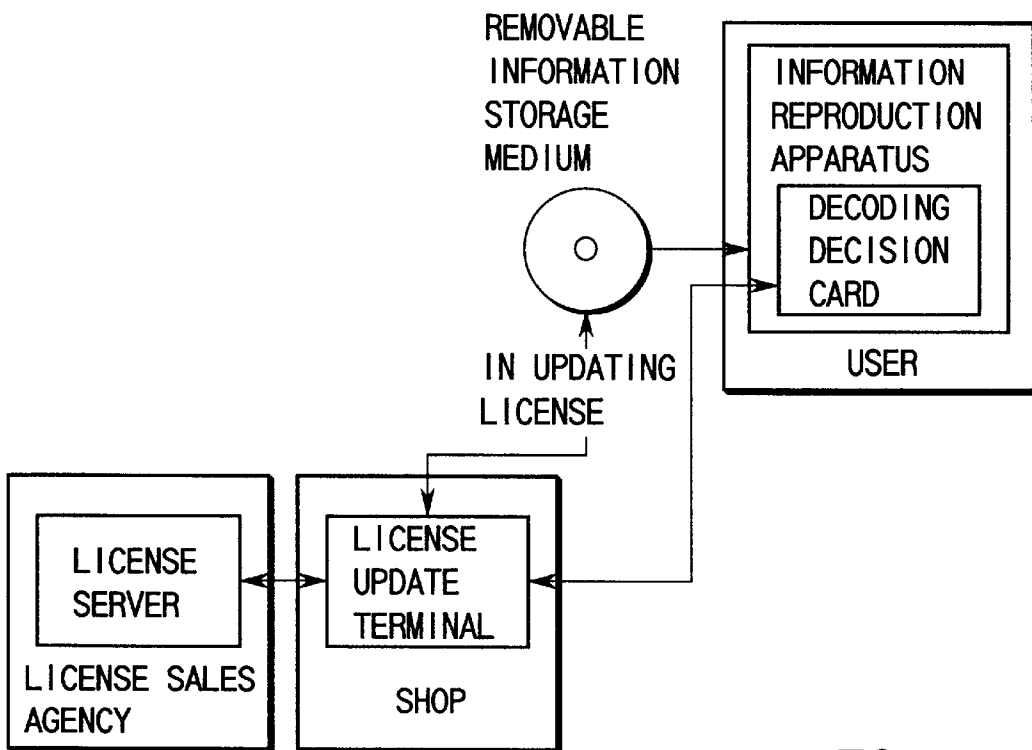 REMOVABLE
INFORMATION
STORAGE
MEDIUM
INFORMATION
REPRODUCTION
APPARATUS
DECODING
DECISION
CARD
USER
IN UPDATING
LICENSE
LICENSE
SERVER
LICENSE SALES
AGENCY
LICENSE
UPDATE
TERMINAL
SHOP